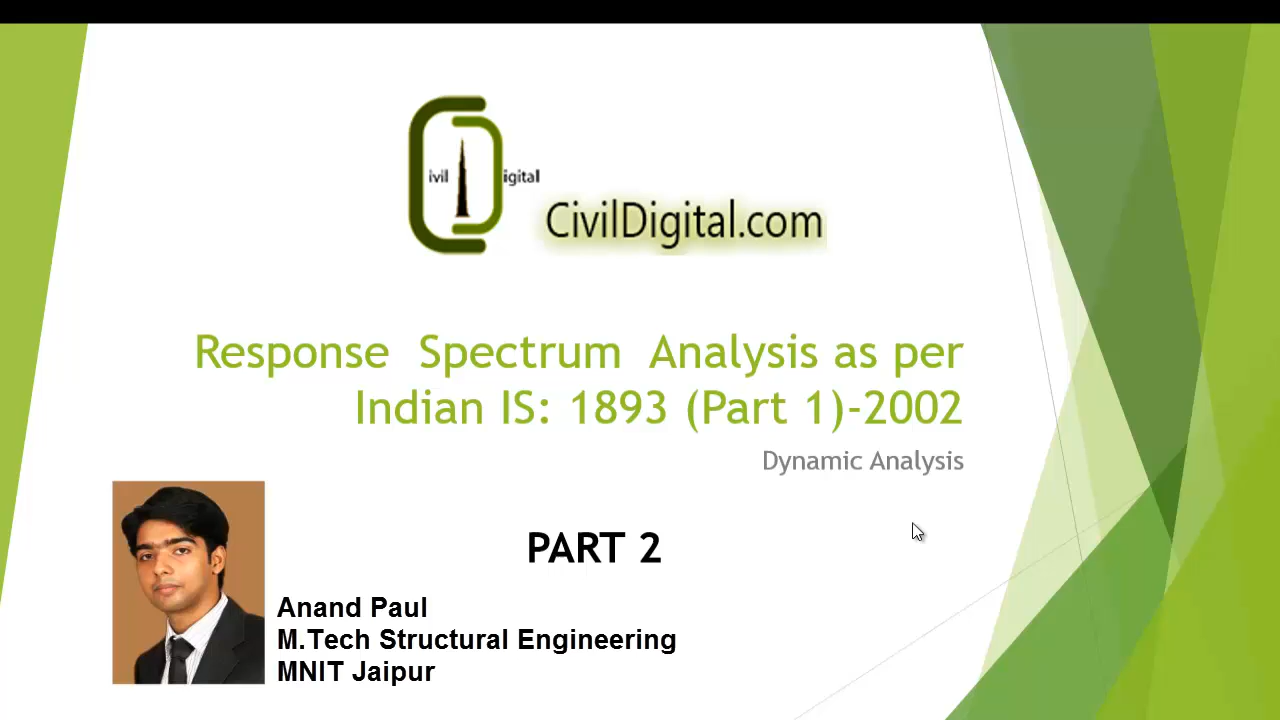 ivil igital
CivilDigital.com
Response Spectrum Analysis as per
Indian IS: 1893 (Part 1)-2002
Dynamic Analysis
PART 2
Anand Paul
M.Tech Structural Engineering
MNIT Jaipur